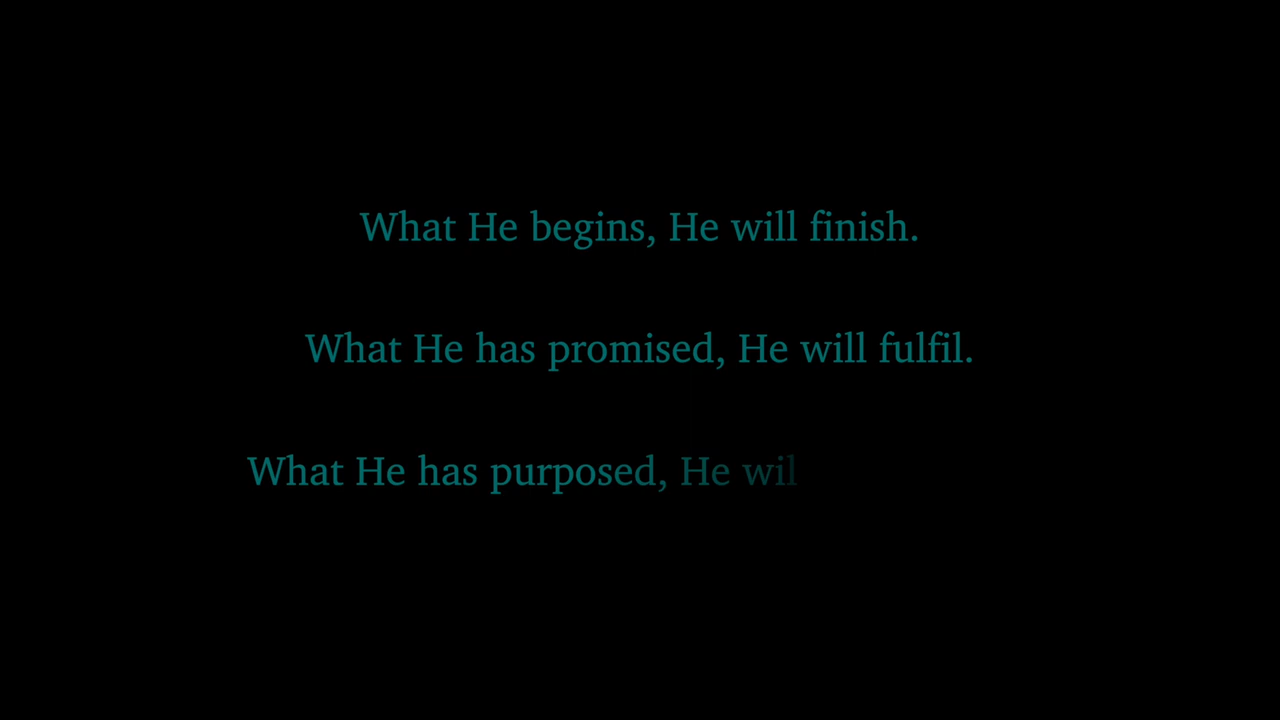 What He begins, He will finish.
What He has promised, He will fulfil.
What He has purposed, He wil